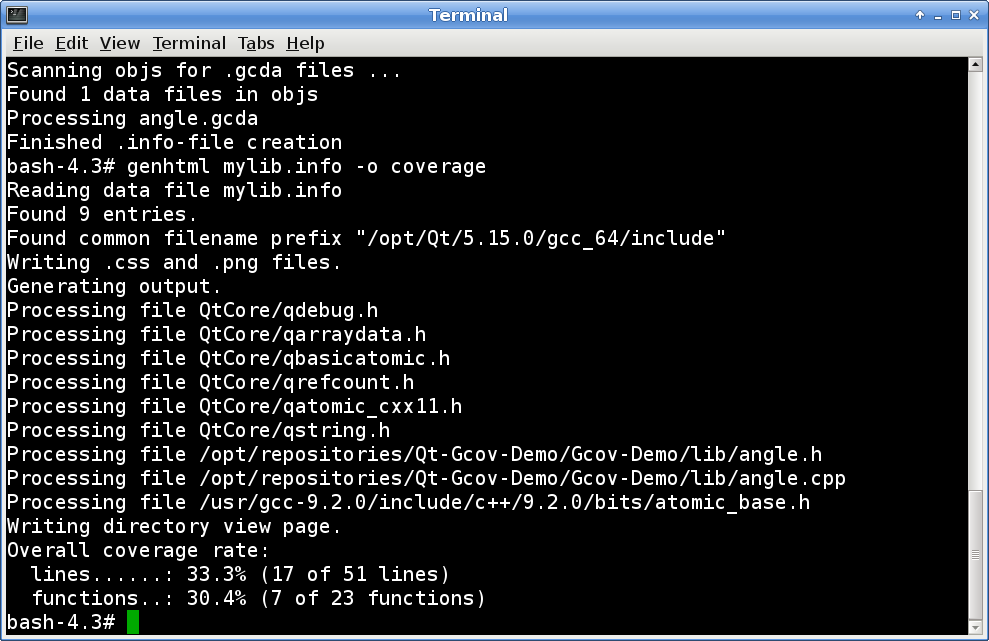 Terminal
File Edit View Terminal Tabs Help
Scanning objs for .gcda files ...
Found 1 data files in objs
Processing angle.gcda
Finished .info-file creation
bash-4.3# genhtml mylib.info -o coverage
Reading data file mylib.info
Found 9 entries.
Found common filename prefix "/opt/Qt/5.15.0/gcc_64/include"
Writing .css and .png files.
Generating output.
Processing file QtCore/qdebug.h
Processing file QtCore/qarraydata.h
Processing file QtCore/qbasicatomic.h
Processing file QtCore/qrefcount.h
Processing file QtCore/qatomic_cxx11.h
Processing file QtCore/qstring.h
Processing file /opt/repositories/Qt-Gcov-Demo/Gcov-Demo/lib/angle.h
Processing file /opt/repositories/Qt-Gcov-Demo/Gcov-Demo/lib/angle.cpp
Processing file /usr/gcc-9.2.0/include/c++/9.2.0/bits/atomic_base.h
Writing directory view page.
Overall coverage rate:
  lines......: 33.3% (17 of 51 lines)
  functions..: 30.4% (7 of 23 functions)
bash-4.3#